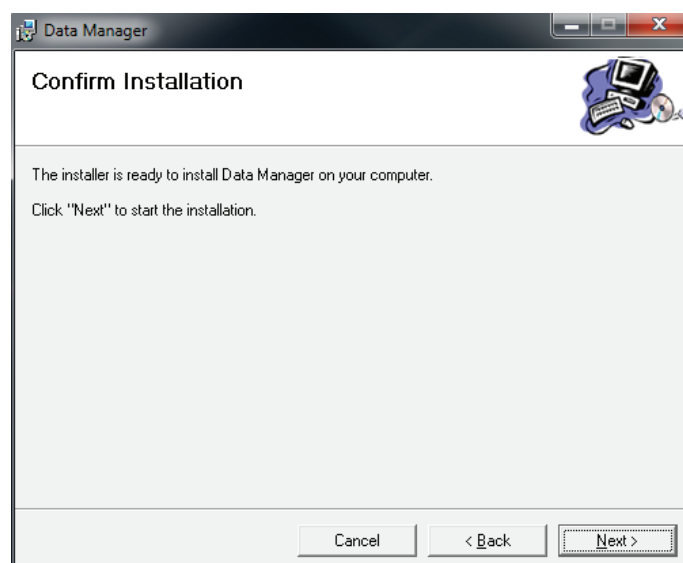 Data Manager
Confirm Installation
The installer is ready to install Data Manager on your computer.
Click "Next" to start the installation.
Cancel
< Back
Next >